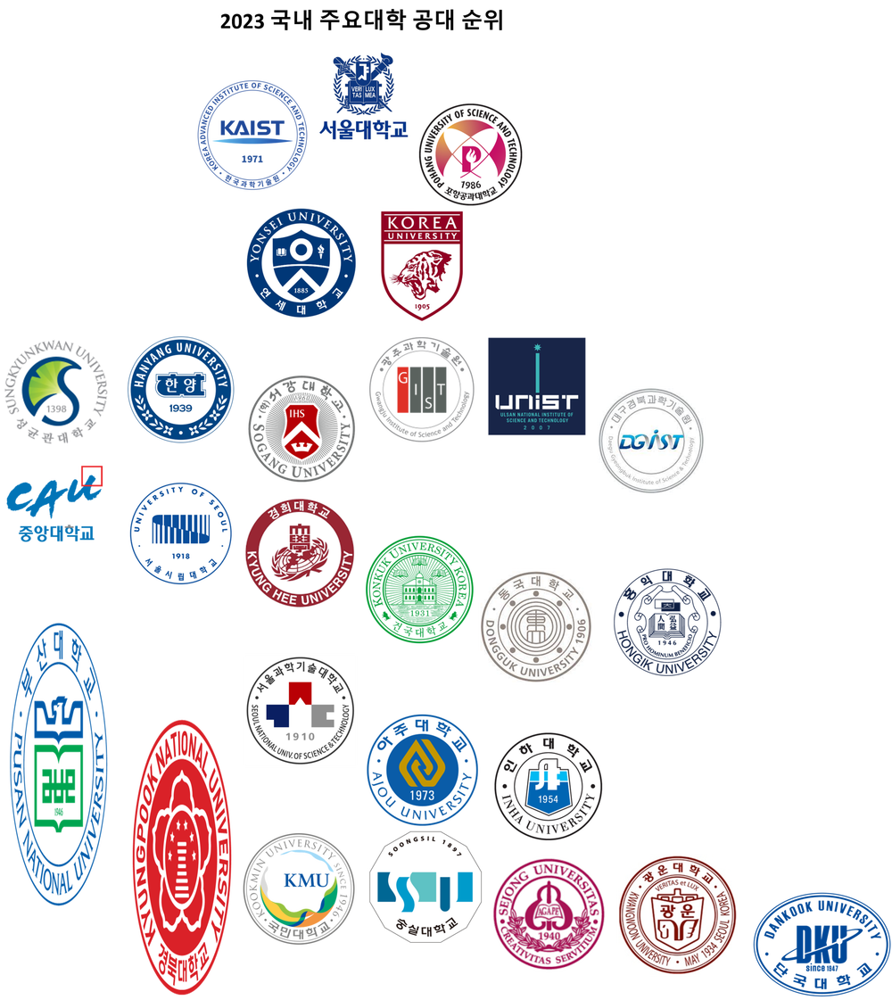 2023 국내 주요대학 공대 순위
KOREA ADVANCED INSTITUTE OF SCIENCE AND TECHNOLOGY
KAIST
1971
한국과학기술원
VERI LUX
TAS MEA
서울대학교
POHANG UNIVERSITY OF SCIENCE AND TECHNOLOGY
P
1986
포항공과대학교
YONSEI UNIVERSITY
1885
연세대학교
KOREA
UNIVERSITY
1905
SUNGKYUNKWAN UNIVERSITY
1398
성균관대학교
HANYANG UNIVERSITY
한양
1939
(학)서강대학교
IHS
SOGANG UNIVERSITY
광주과학기술원
GIST
Gwangju Institute of Science and Technology
UNIST
ULSAN NATIONAL INSTITUTE OF
SCIENCE AND TECHNOLOGY
2007
대구경북과학기술원
DGIST
Daegu Gyeongbuk Institute of Science & Technology
CAU
중앙대학교
UNIVERSITY OF SEOUL
1918
서울시립대학교
경희대학교
KYUNG HEE UNIVERSITY
KONKUK UNIVERSITY KOREA
1931
건국대학교
동국대학교
DONGGUK UNIVERSITY 1906
홍익대학교
人 弘
間 益
1946
PRO HOMINUM BENEFICIO
HONGIK UNIVERSITY
부산대학교
1946
PUSAN NATIONAL UNIVERSITY
KYUNGPOOK NATIONAL UNIVERSITY
경북대학교
서울과학기술대학교
1910
SEOUL NATIONAL UNIV. OF SCIENCE & TECHNOLOGY
아주대학교
1973
AJOU UNIVERSITY
인하대학교
1954
INHA UNIVERSITY
KOOKMIN UNIVERSITY SINCE 1946
KMU
국민대학교
SOONGSIL 1897
SSU
숭실대학교
SEJONG UNIVERSITAS
AGAPE
1940
CREATIVITAS SERVITIUM
광운대학교
VERITAS et LUX
광운
KWANGWOON UNIVERSITY • MAY 1934 SEOUL KOREA
DANKOOK UNIVERSITY
DKU
since 1947
단국대학교